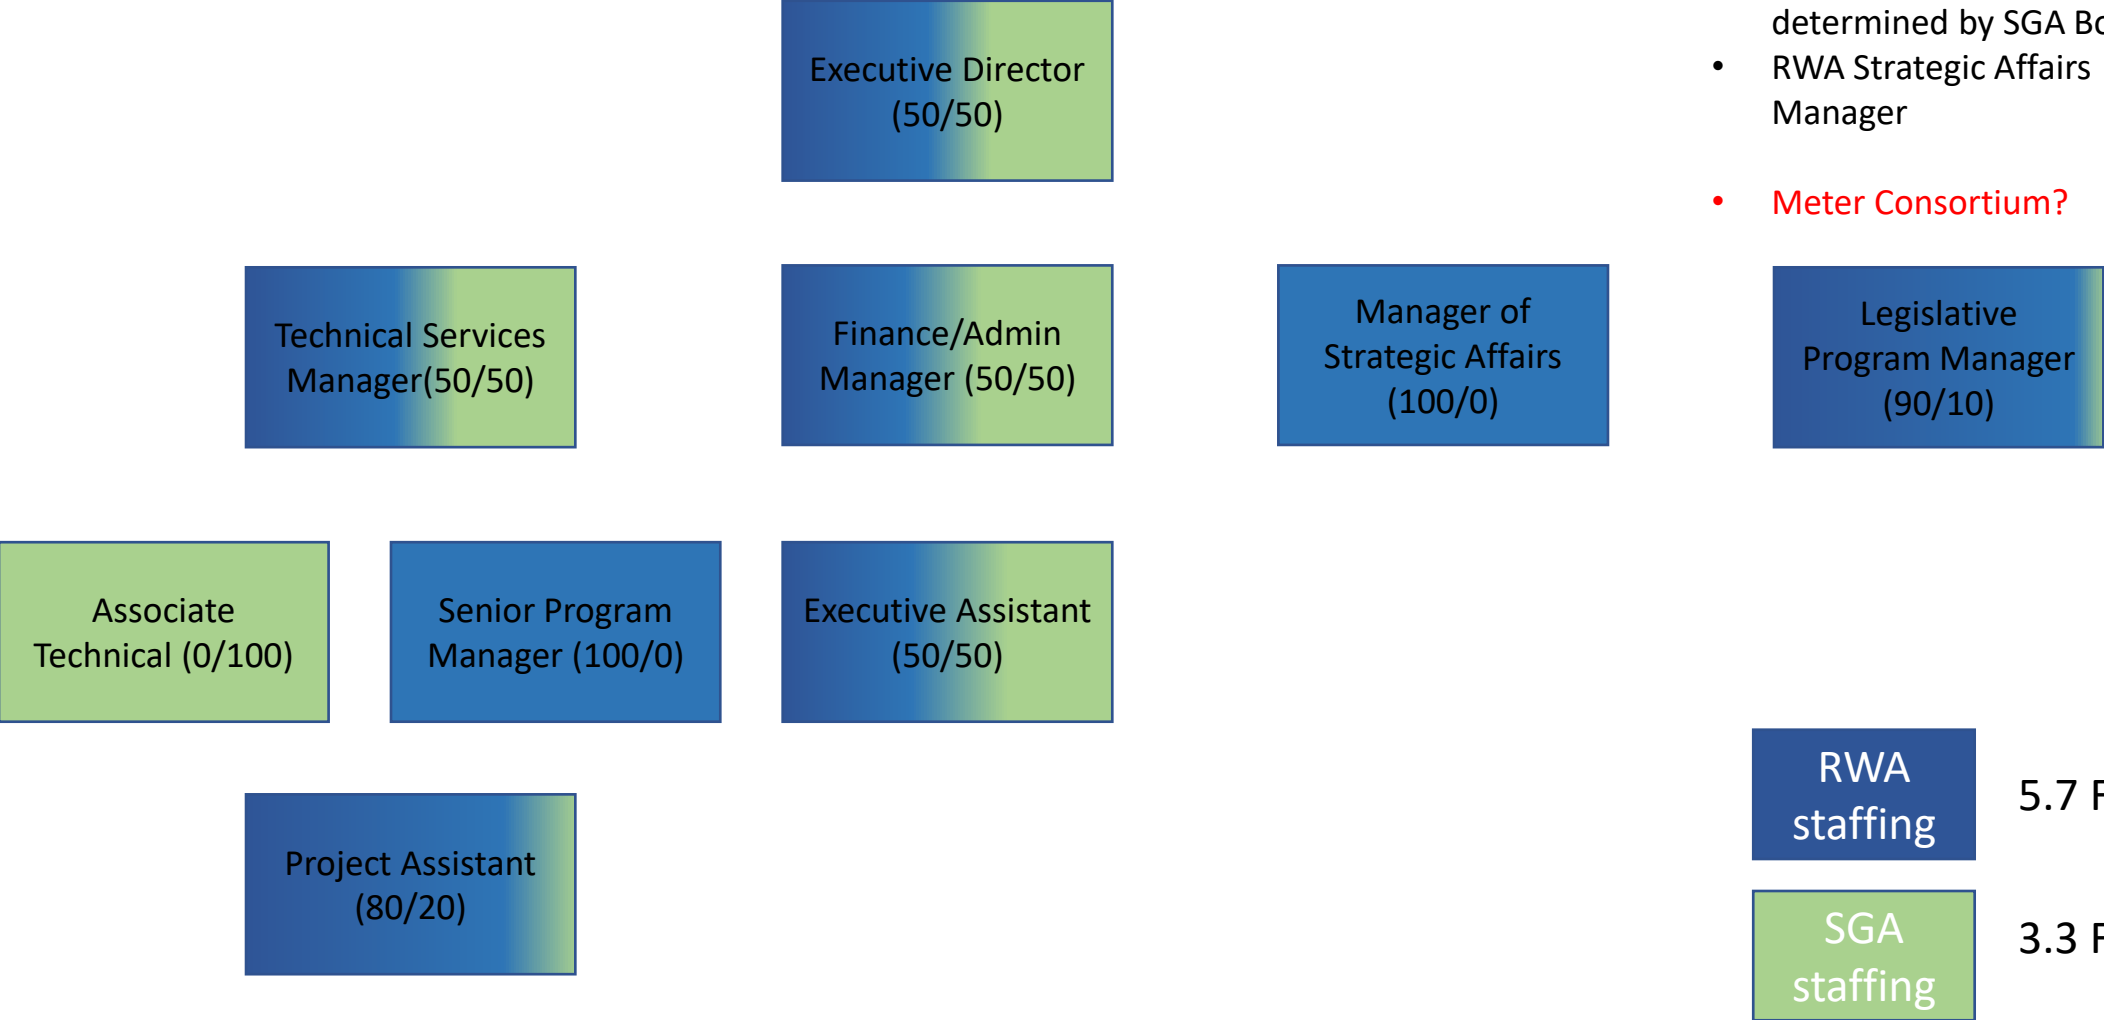 determined by SGA
• RWA Strategic Affairs
Manager
• Meter Consortium?
Executive Director
(50/50)
Technical Services
Manager(50/50)
Finance/Admin
Manager (50/50)
Manager of
Strategic Affairs
(100/0)
Legislative
Program Manager
(90/10)
Associate
Technical (0/100)
Senior Program
Manager (100/0)
Executive Assistant
(50/50)
Project Assistant
(80/20)
RWA
staffing
5.7
SGA
staffing
3.3